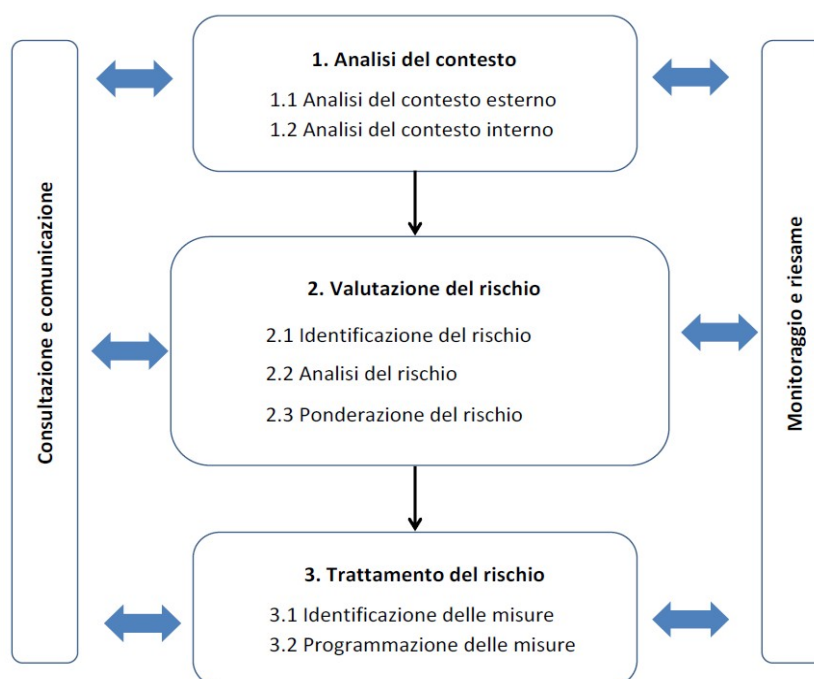 1. Analisi del contesto
1.1 Analisi del contesto esterno
1.2 Analisi del contesto interno
Consultazione e comunicazione
2. Valutazione del rischio
2.1 Identificazione del rischio
2.2 Analisi del rischio
2.3 Ponderazione del rischio
Monitoraggio e riesame
3. Trattamento del rischio
3.1 Identificazione delle misure
3.2 Programmazione delle misure